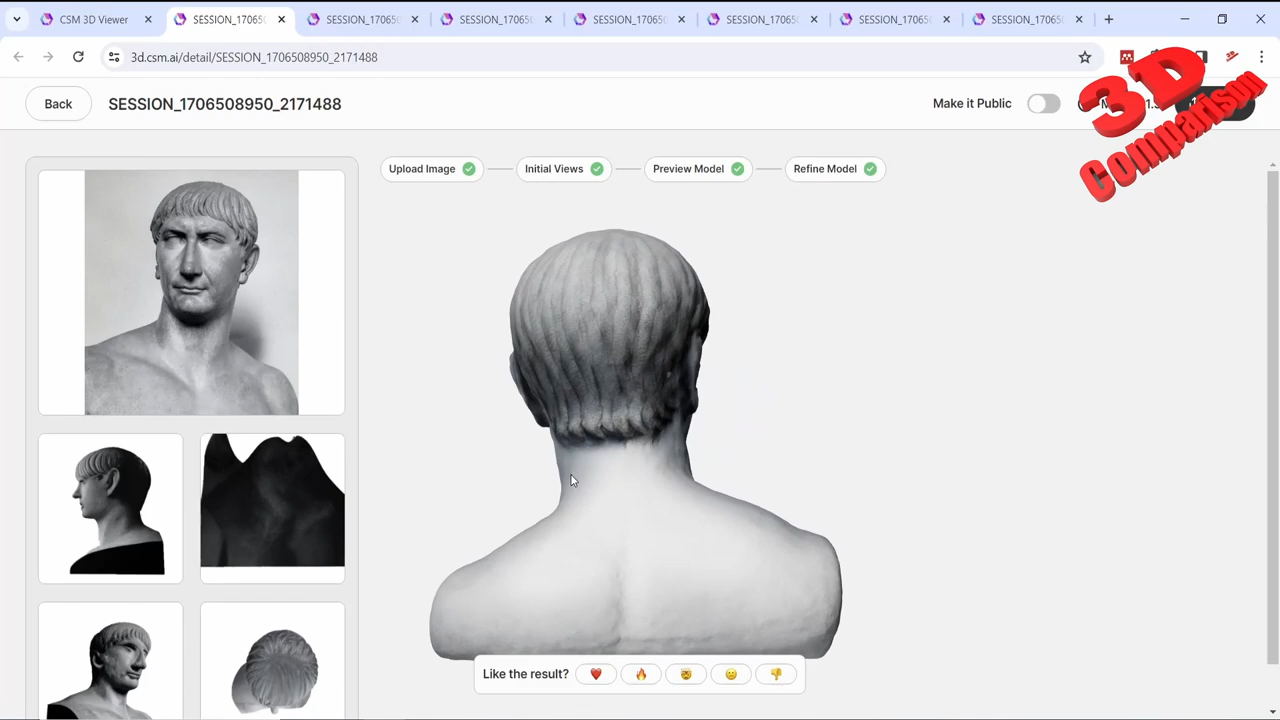 CSM 3D Viewer
SESSION_17065
SESSION_17065
SESSION_17065
SESSION_17065
SESSION_17065
SESSION_17065
SESSION_17065
3d.csm.ai/detail/SESSION_1706508950_2171488
Back
SESSION_1706508950_2171488
Make it Public
3D
Comparison
Upload Image
Initial Views
Preview Model
Refine Model
Like the result?